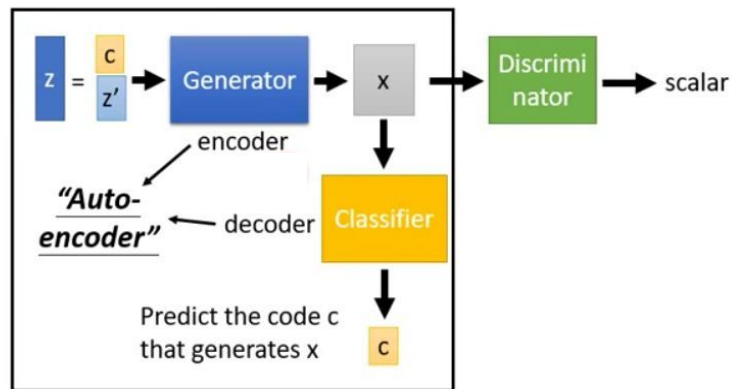 z
=
c
z'
Generator
x
Discrimi
nator
scalar
encoder
"Auto-
encoder"
decoder
Classifier
Predict the code c
that generates x
c